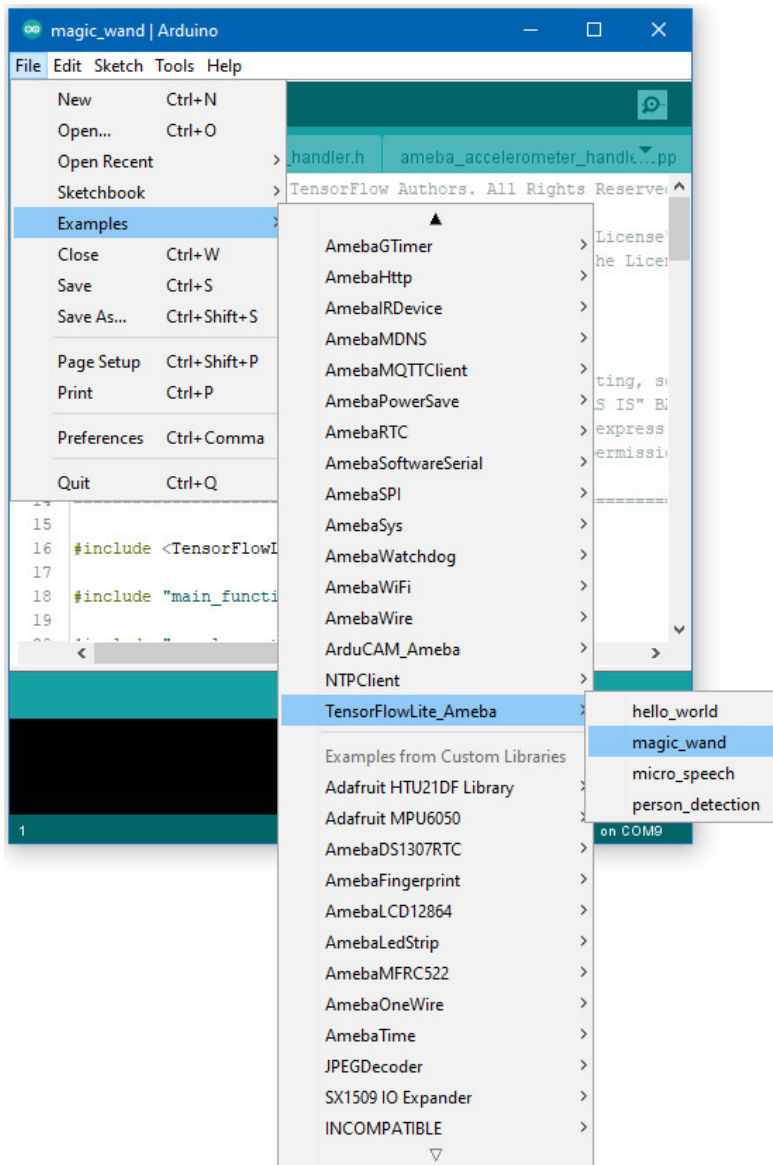 magic_wand | Arduino
File Edit Sketch Tools Help
New Ctrl+N
Open... Ctrl+O
Open Recent
Sketchbook
Examples
Close Ctrl+W
Save Ctrl+S
Save As... Ctrl+Shift+S
Page Setup Ctrl+Shift+P
Print Ctrl+P
Preferences Ctrl+Comma
Quit Ctrl+Q
_handler.h ameba_accelerometer_handle pp
TensorFlow Authors. All Rights Reserve
License"
he Lice
ting, s
S IS" B
express
ermissi
15
16 #include <TensorFlowL
17
18 #include "main_functi
19
AmebaGTimer
AmebaHttp
AmebaIRDevice
AmebaMDNS
AmebaMQTTClient
AmebaPowerSave
AmebaRTC
AmebaSoftwareSerial
AmebaSPI
AmebaSys
AmebaWatchdog
AmebaWiFi
AmebaWire
ArduCAM_Ameba
NTPClient
TensorFlowLite_Ameba
Examples from Custom Libraries
Adafruit HTU21DF Library
Adafruit MPU6050
AmebaDS1307RTC
AmebaFingerprint
AmebaLCD12864
AmebaLedStrip
AmebaMFRC522
AmebaOneWire
AmebaTime
JPEGDecoder
SX1509 IO Expander
INCOMPATIBLE
hello_world
magic_wand
micro_speech
person_detection
1 on COM9